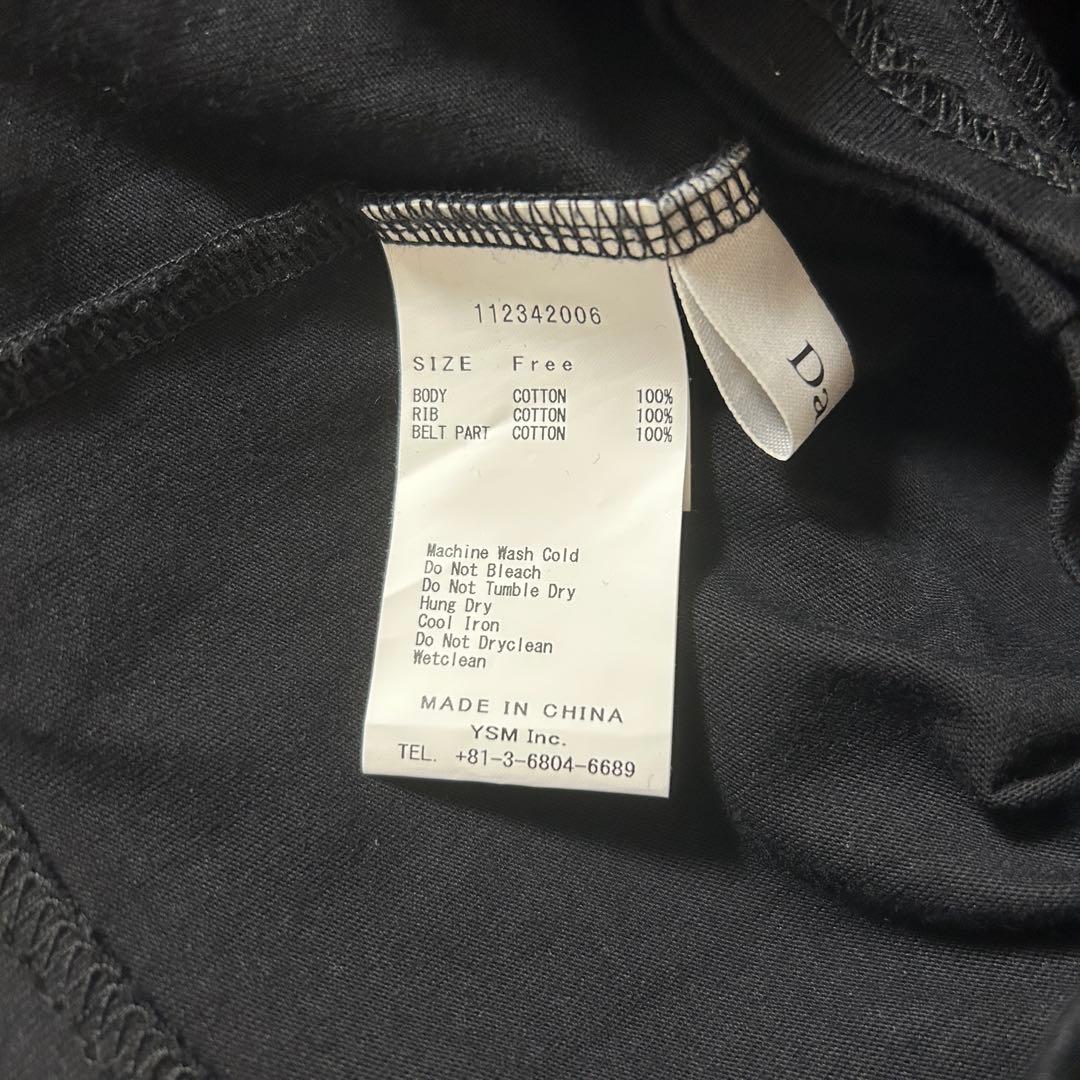 112342006
SIZE Free
BODY COTTON 100%
RIB COTTON 100%
BELT PART COTTON 100%
Machine Wash Cold
Do Not Bleach
Do Not Tumble Dry
Hung Dry
Cool Iron
Do Not Dryclean
Wetclean
MADE IN CHINA
YSM Inc.
TEL. +81-3-6804-6689